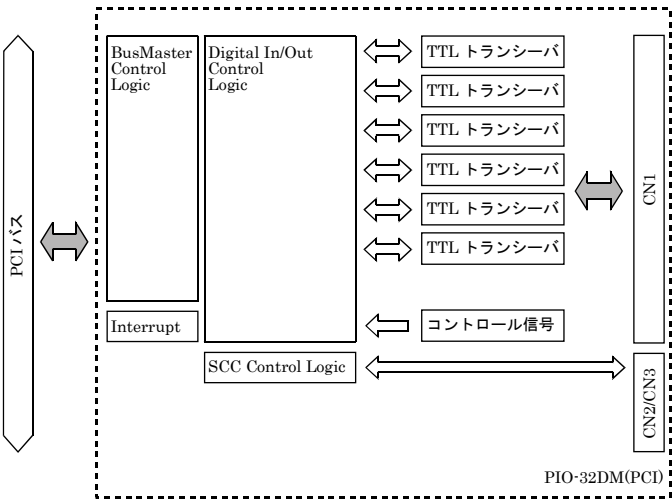 PCI バス
BusMaster
Control
Logic
Interrupt
Digital In/Out
Control
Logic
SCC Control Logic
TTL トランシーバ
TTL トランシーバ
TTL トランシーバ
TTL トランシーバ
TTL トランシーバ
TTL トランシーバ
コントロール信号
CN1
CN2/CN3
PIO-32DM(PCI)